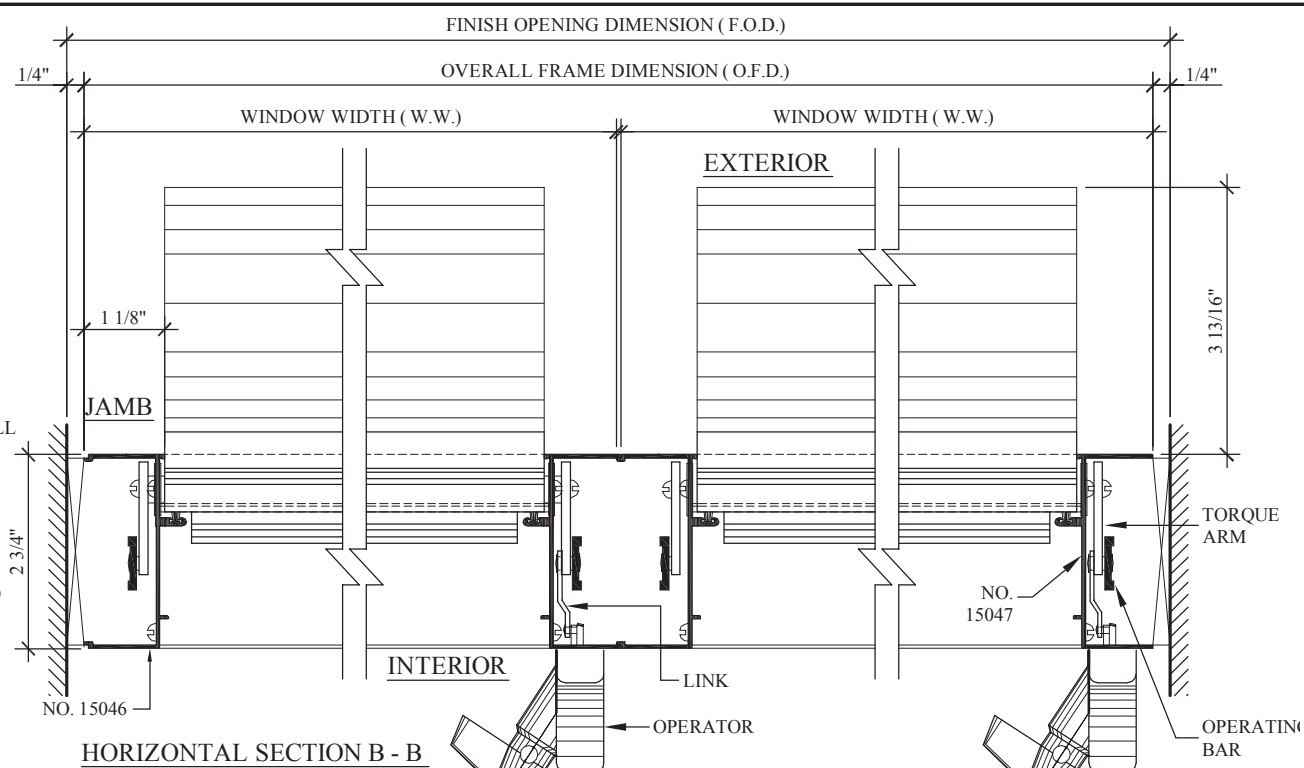 FINISH OPENING DIMENSION ( F.O.D.)
1/4"
OVERALL FRAME DIMENSION ( O.F.D.)
1/4"
WINDOW WIDTH ( W.W.)
WINDOW WIDTH ( W.W.)
EXTERIOR
1 1/8"
3 13/16"
JAMB
2 3/4"
TORQUE
ARM
NO.
15047
INTERIOR
LINK
NO. 15046
OPERATOR
OPERATING
BAR
HORIZONTAL SECTION B - B